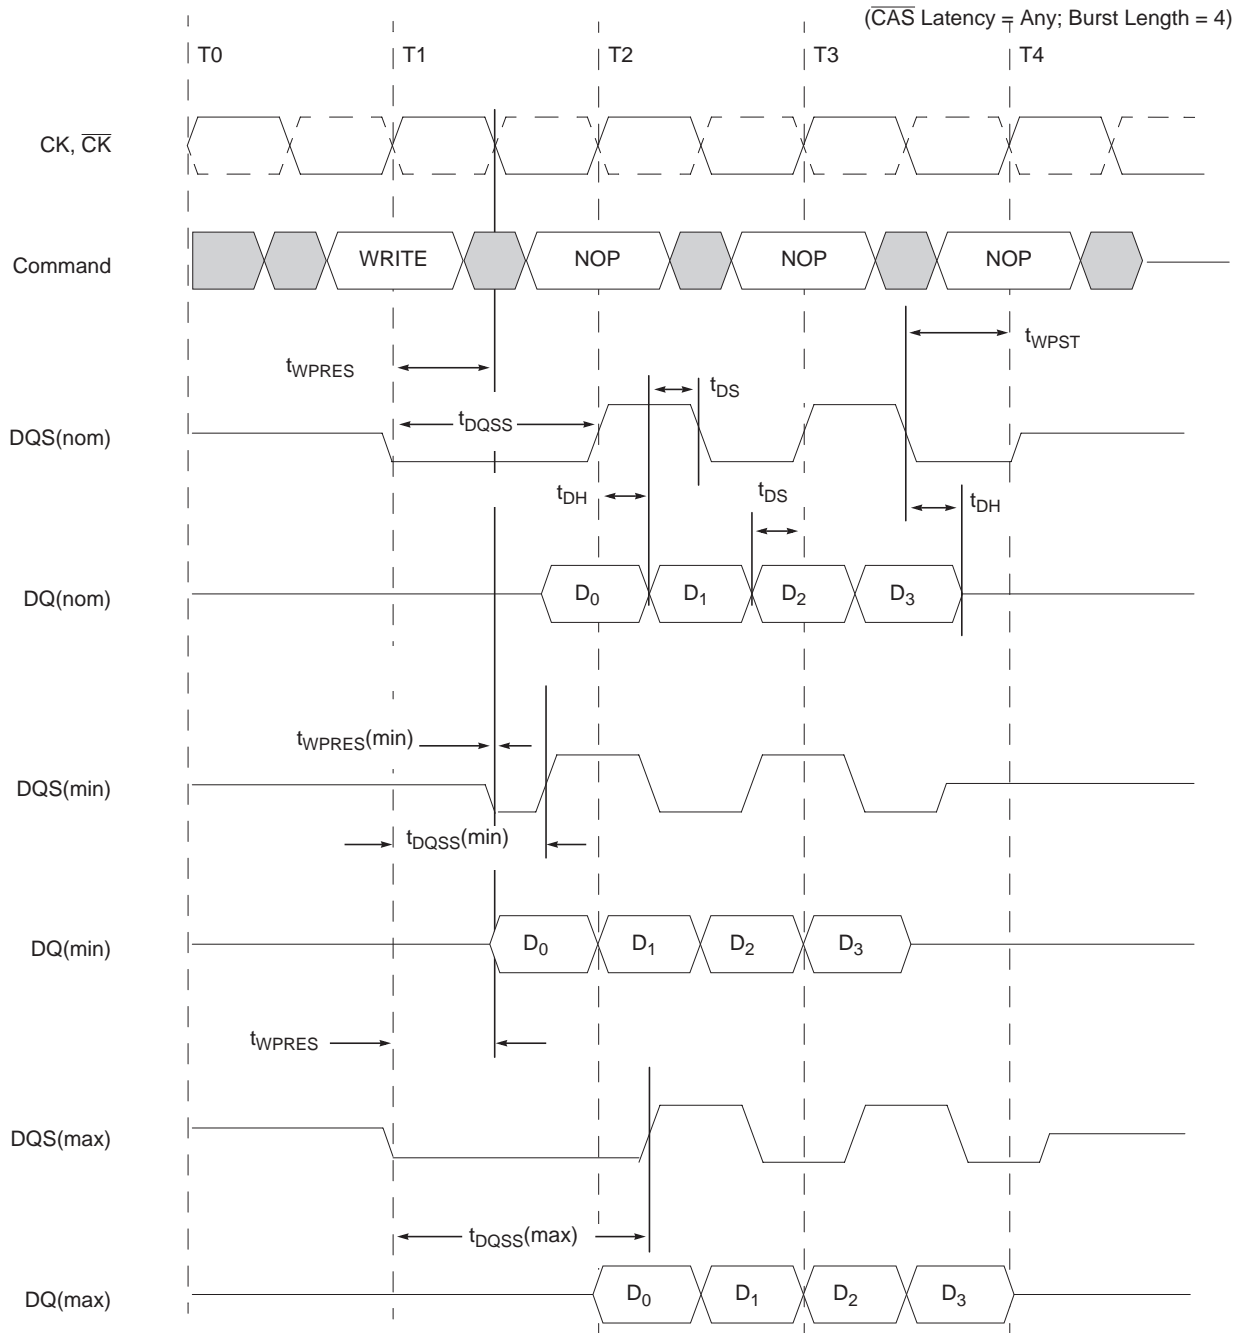 (C̅A̅S̅ Latency = Any; Burst Length = 4)
T0 T1 T2 T3 T4
CK, C̅K̅
Command WRITE NOP NOP NOP
tWPST
tWPRES
tDS
DQS(nom) tDQSS
tDH tDS tDH
DQ(nom) D0 D1 D2 D3
tWPRES(min)
DQS(min)
tDQSS(min)
DQ(min) D0 D1 D2 D3
tWPRES
DQS(max)
tDQSS(max)
DQ(max) D0 D1 D2 D3